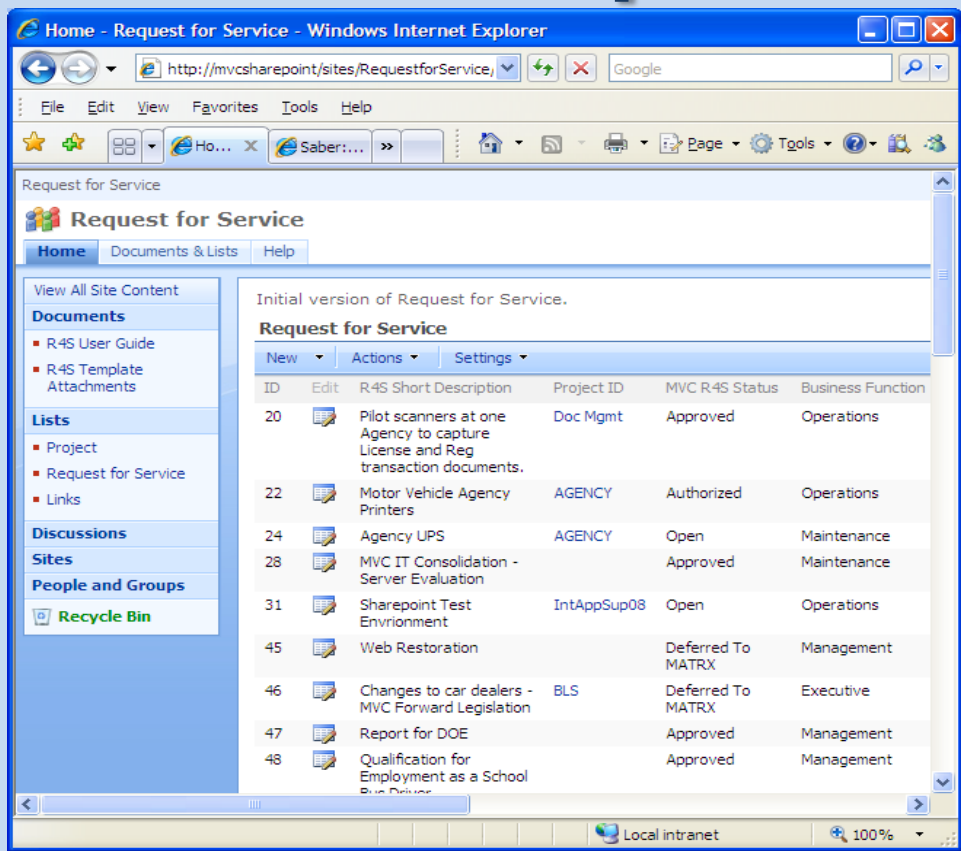 Home - Request for Service - Windows Internet Explorer
http://mvcsharepoint/sites/RequestforService/
Google
File Edit View Favorites Tools Help
Ho... Saber:... » Page Tools
Request for Service
Request for Service
Home Documents & Lists Help
View All Site Content
Documents
R4S User Guide
R4S Template
Attachments
Lists
Project
Request for Service
Links
Discussions
Sites
People and Groups
Recycle Bin
Initial version of Request for Service.
Request for Service
New Actions Settings
ID Edit R4S Short Description Project ID MVC R4S Status Business Function
20 Pilot scanners at one Doc Mgmt Approved Operations
Agency to capture
License and Reg
transaction documents.
22 Motor Vehicle Agency AGENCY Authorized Operations
Printers
24 Agency UPS AGENCY Open Maintenance
28 MVC IT Consolidation - Approved Maintenance
Server Evaluation
31 Sharepoint Test IntAppSup08 Open Operations
Envrionment
45 Web Restoration Deferred To Management
MATRX
46 Changes to car dealers - BLS Deferred To Executive
MVC Forward Legislation MATRX
47 Report for DOE Approved Management
48 Qualification for Approved Management
Employment as a School
Bus Driver
Local intranet 100%